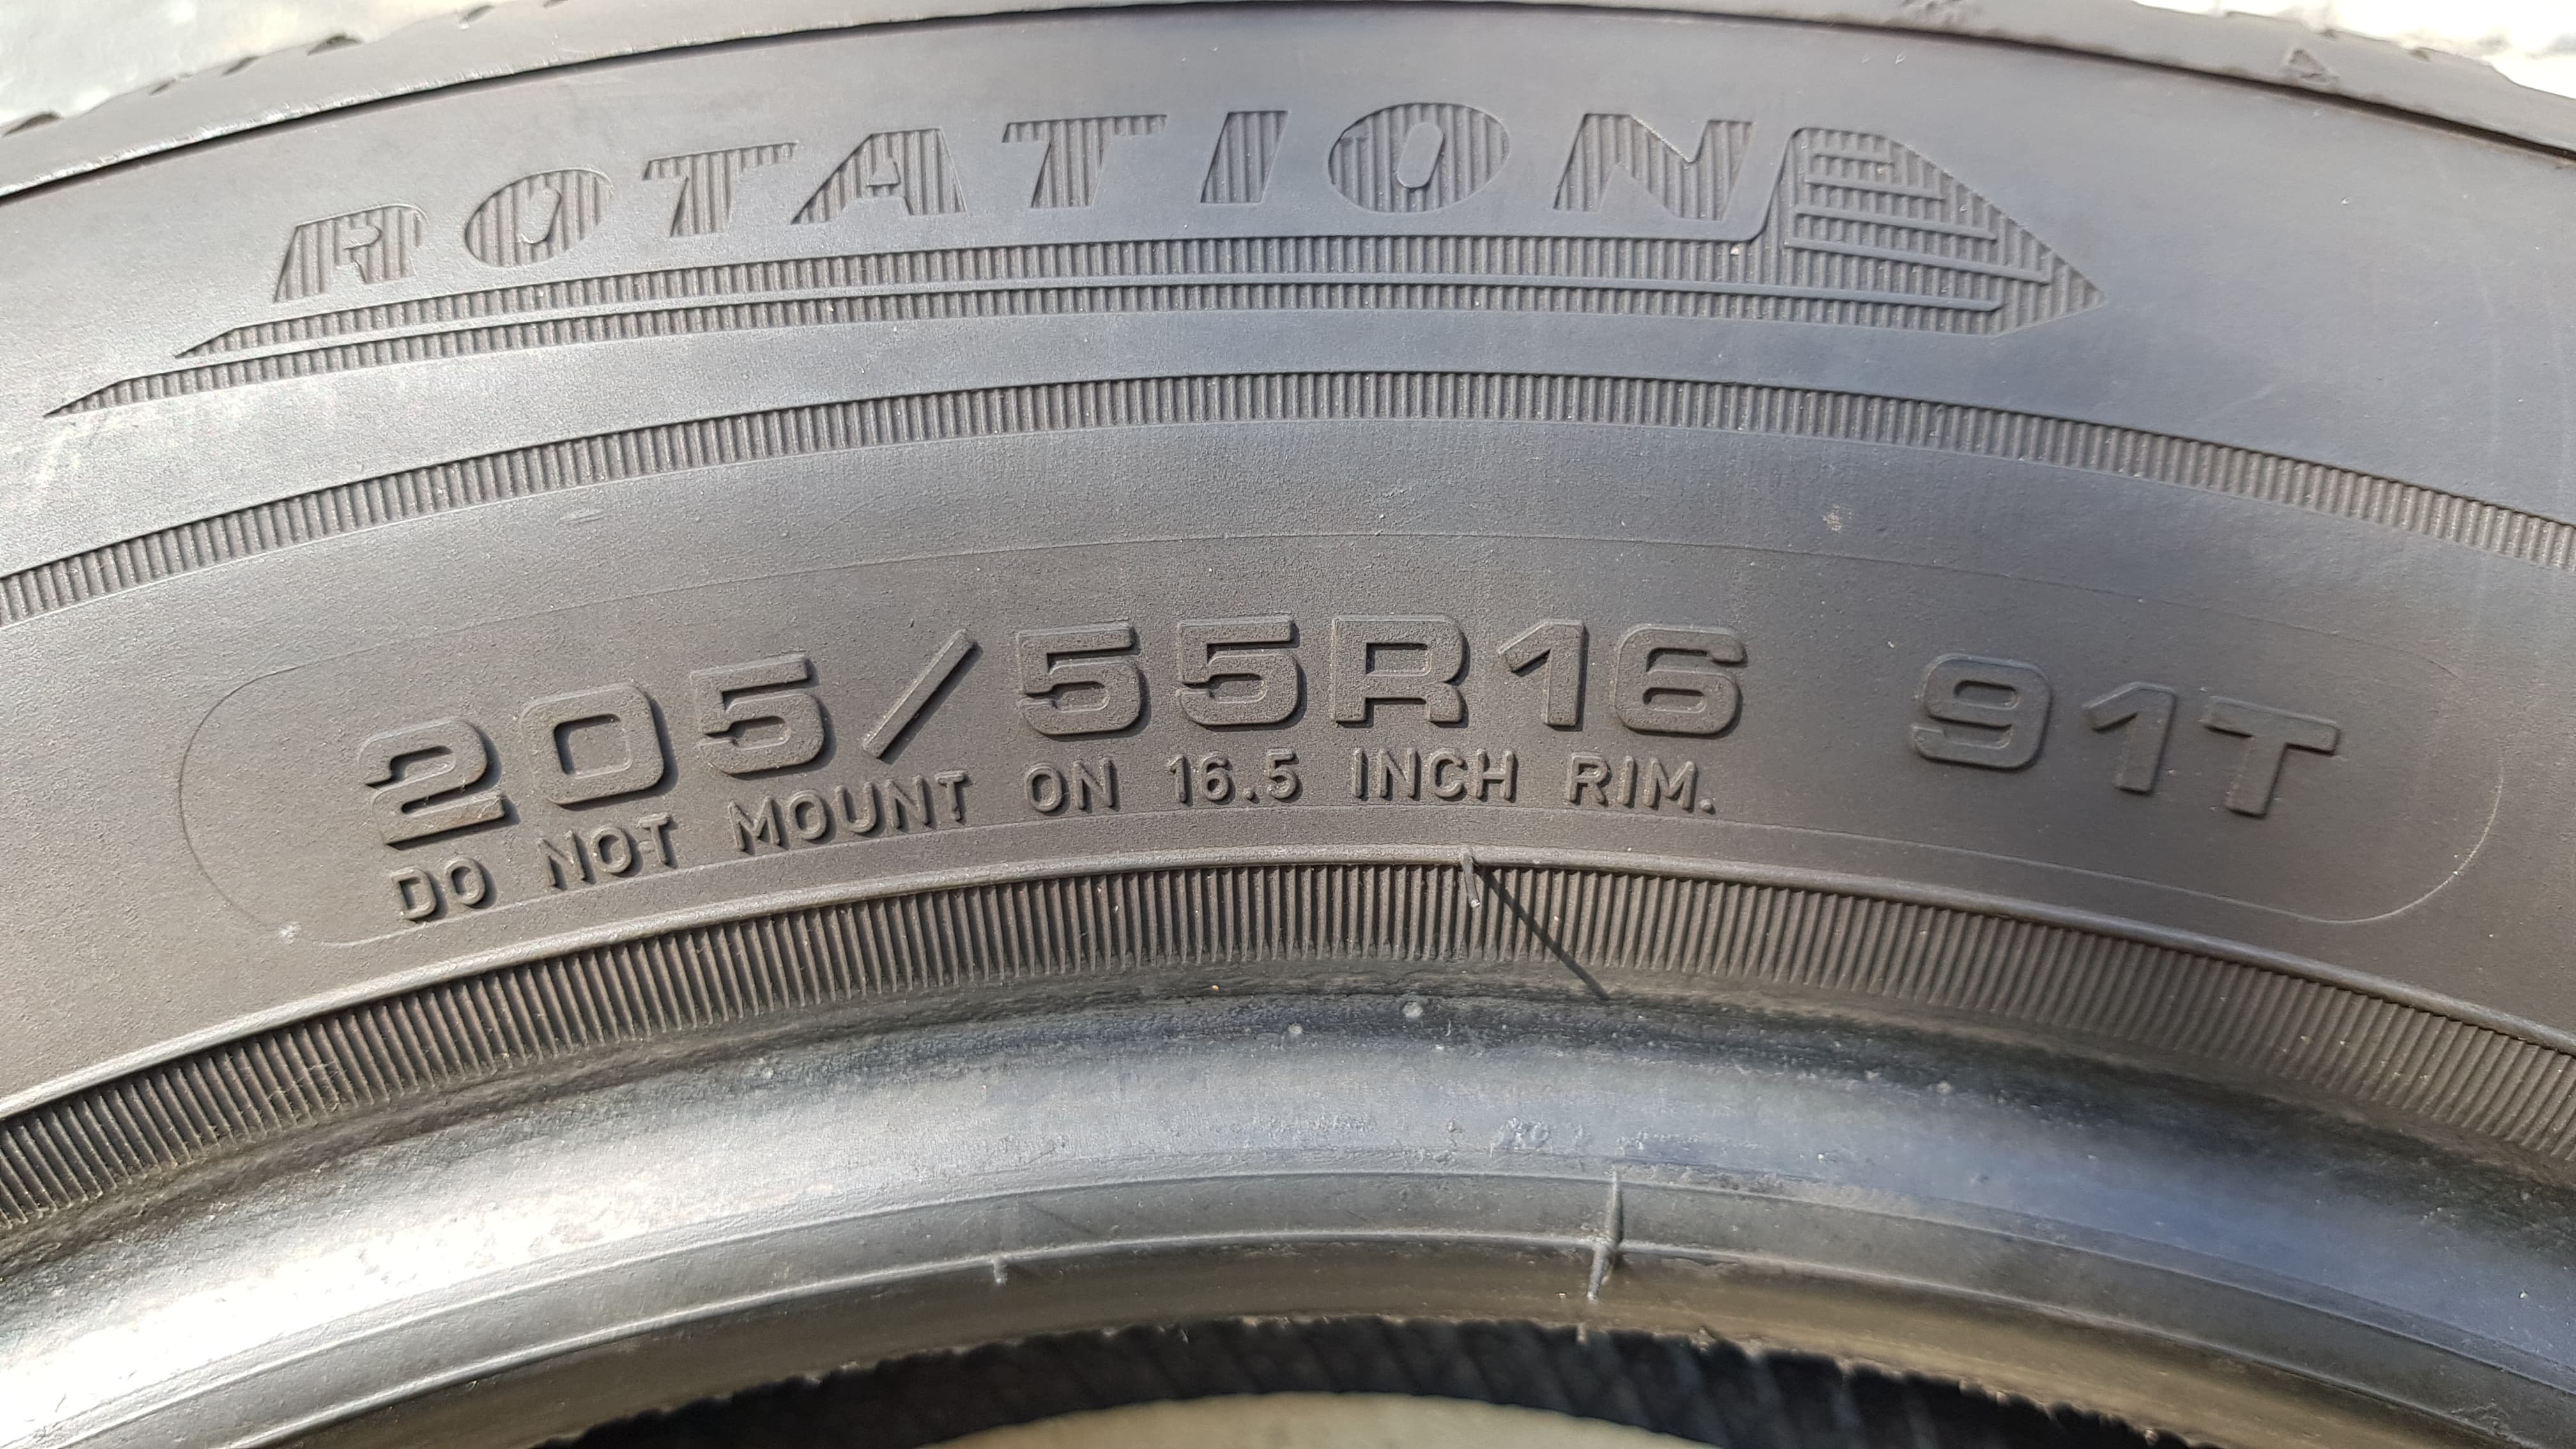 ROTATION
205/55R16 91T
DO NOT MOUNT ON 16.5 INCH RIM.